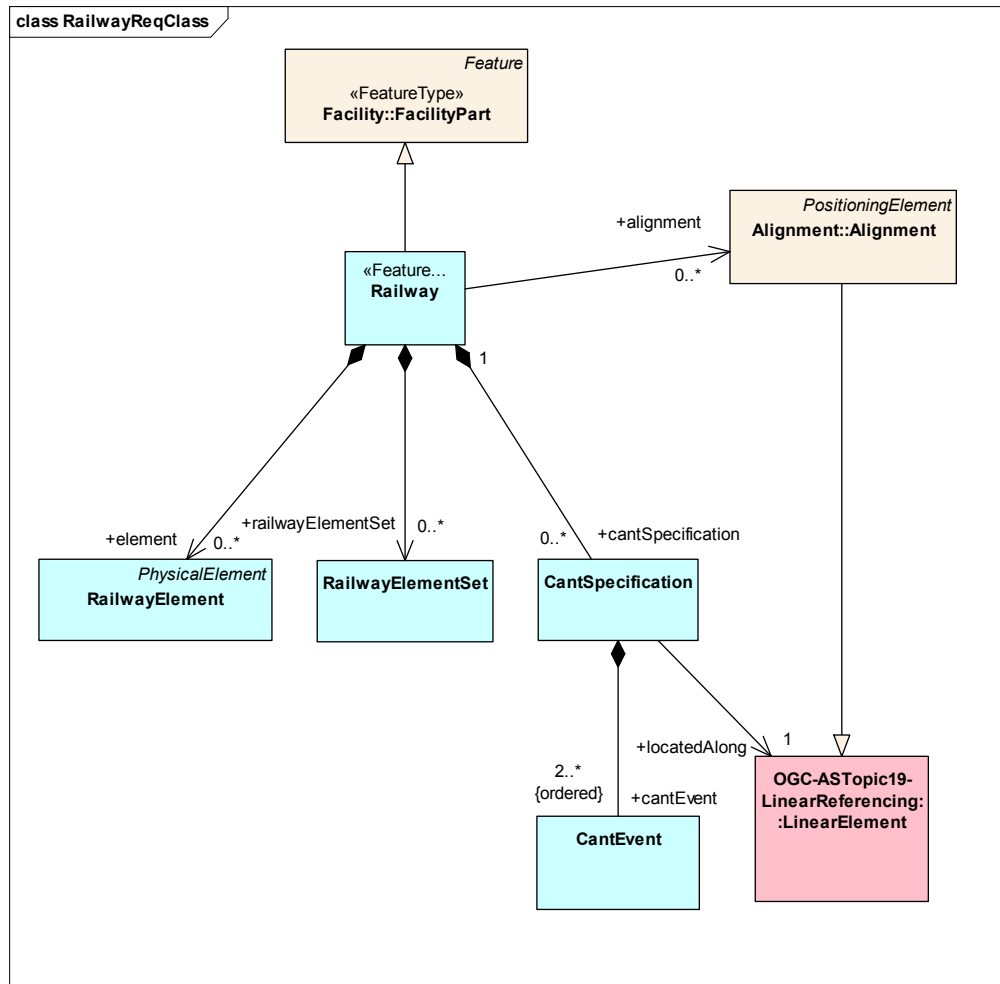 class RailwayReqClass
Feature
«FeatureType»
Facility::FacilityPart
+alignment
0..*
PositioningElement
Alignment::Alignment
«Feature...
Railway
1
+element
0..*
+railwayElementSet
0..*
0..*
+cantSpecification
PhysicalElement
RailwayElement
RailwayElementSet
CantSpecification
+locatedAlong
1
2..*
{ordered}
+cantEvent
CantEvent
OGC-ASTopic19-
LinearReferencing:
:LinearElement